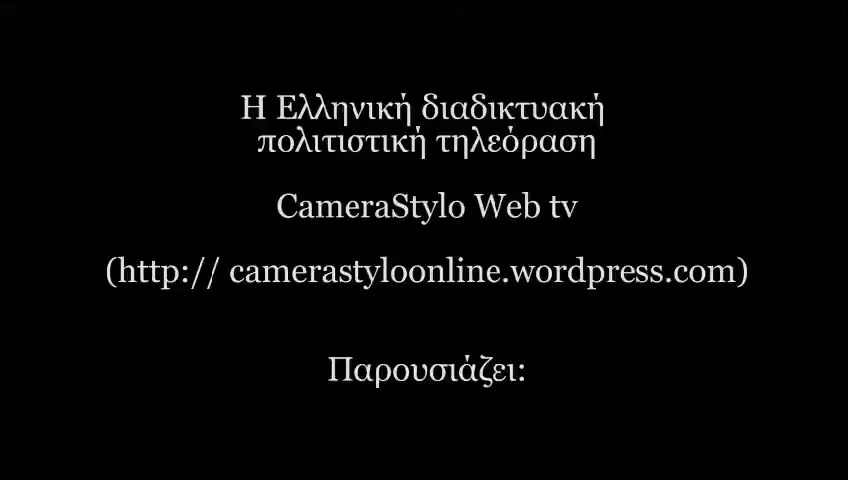 Η Ελληνική διαδικτυακή
πολιτιστική τηλεόραση
CameraStylo Web tv
(http:// camerastyloonline.wordpress.com)
Παρουσιάζει: